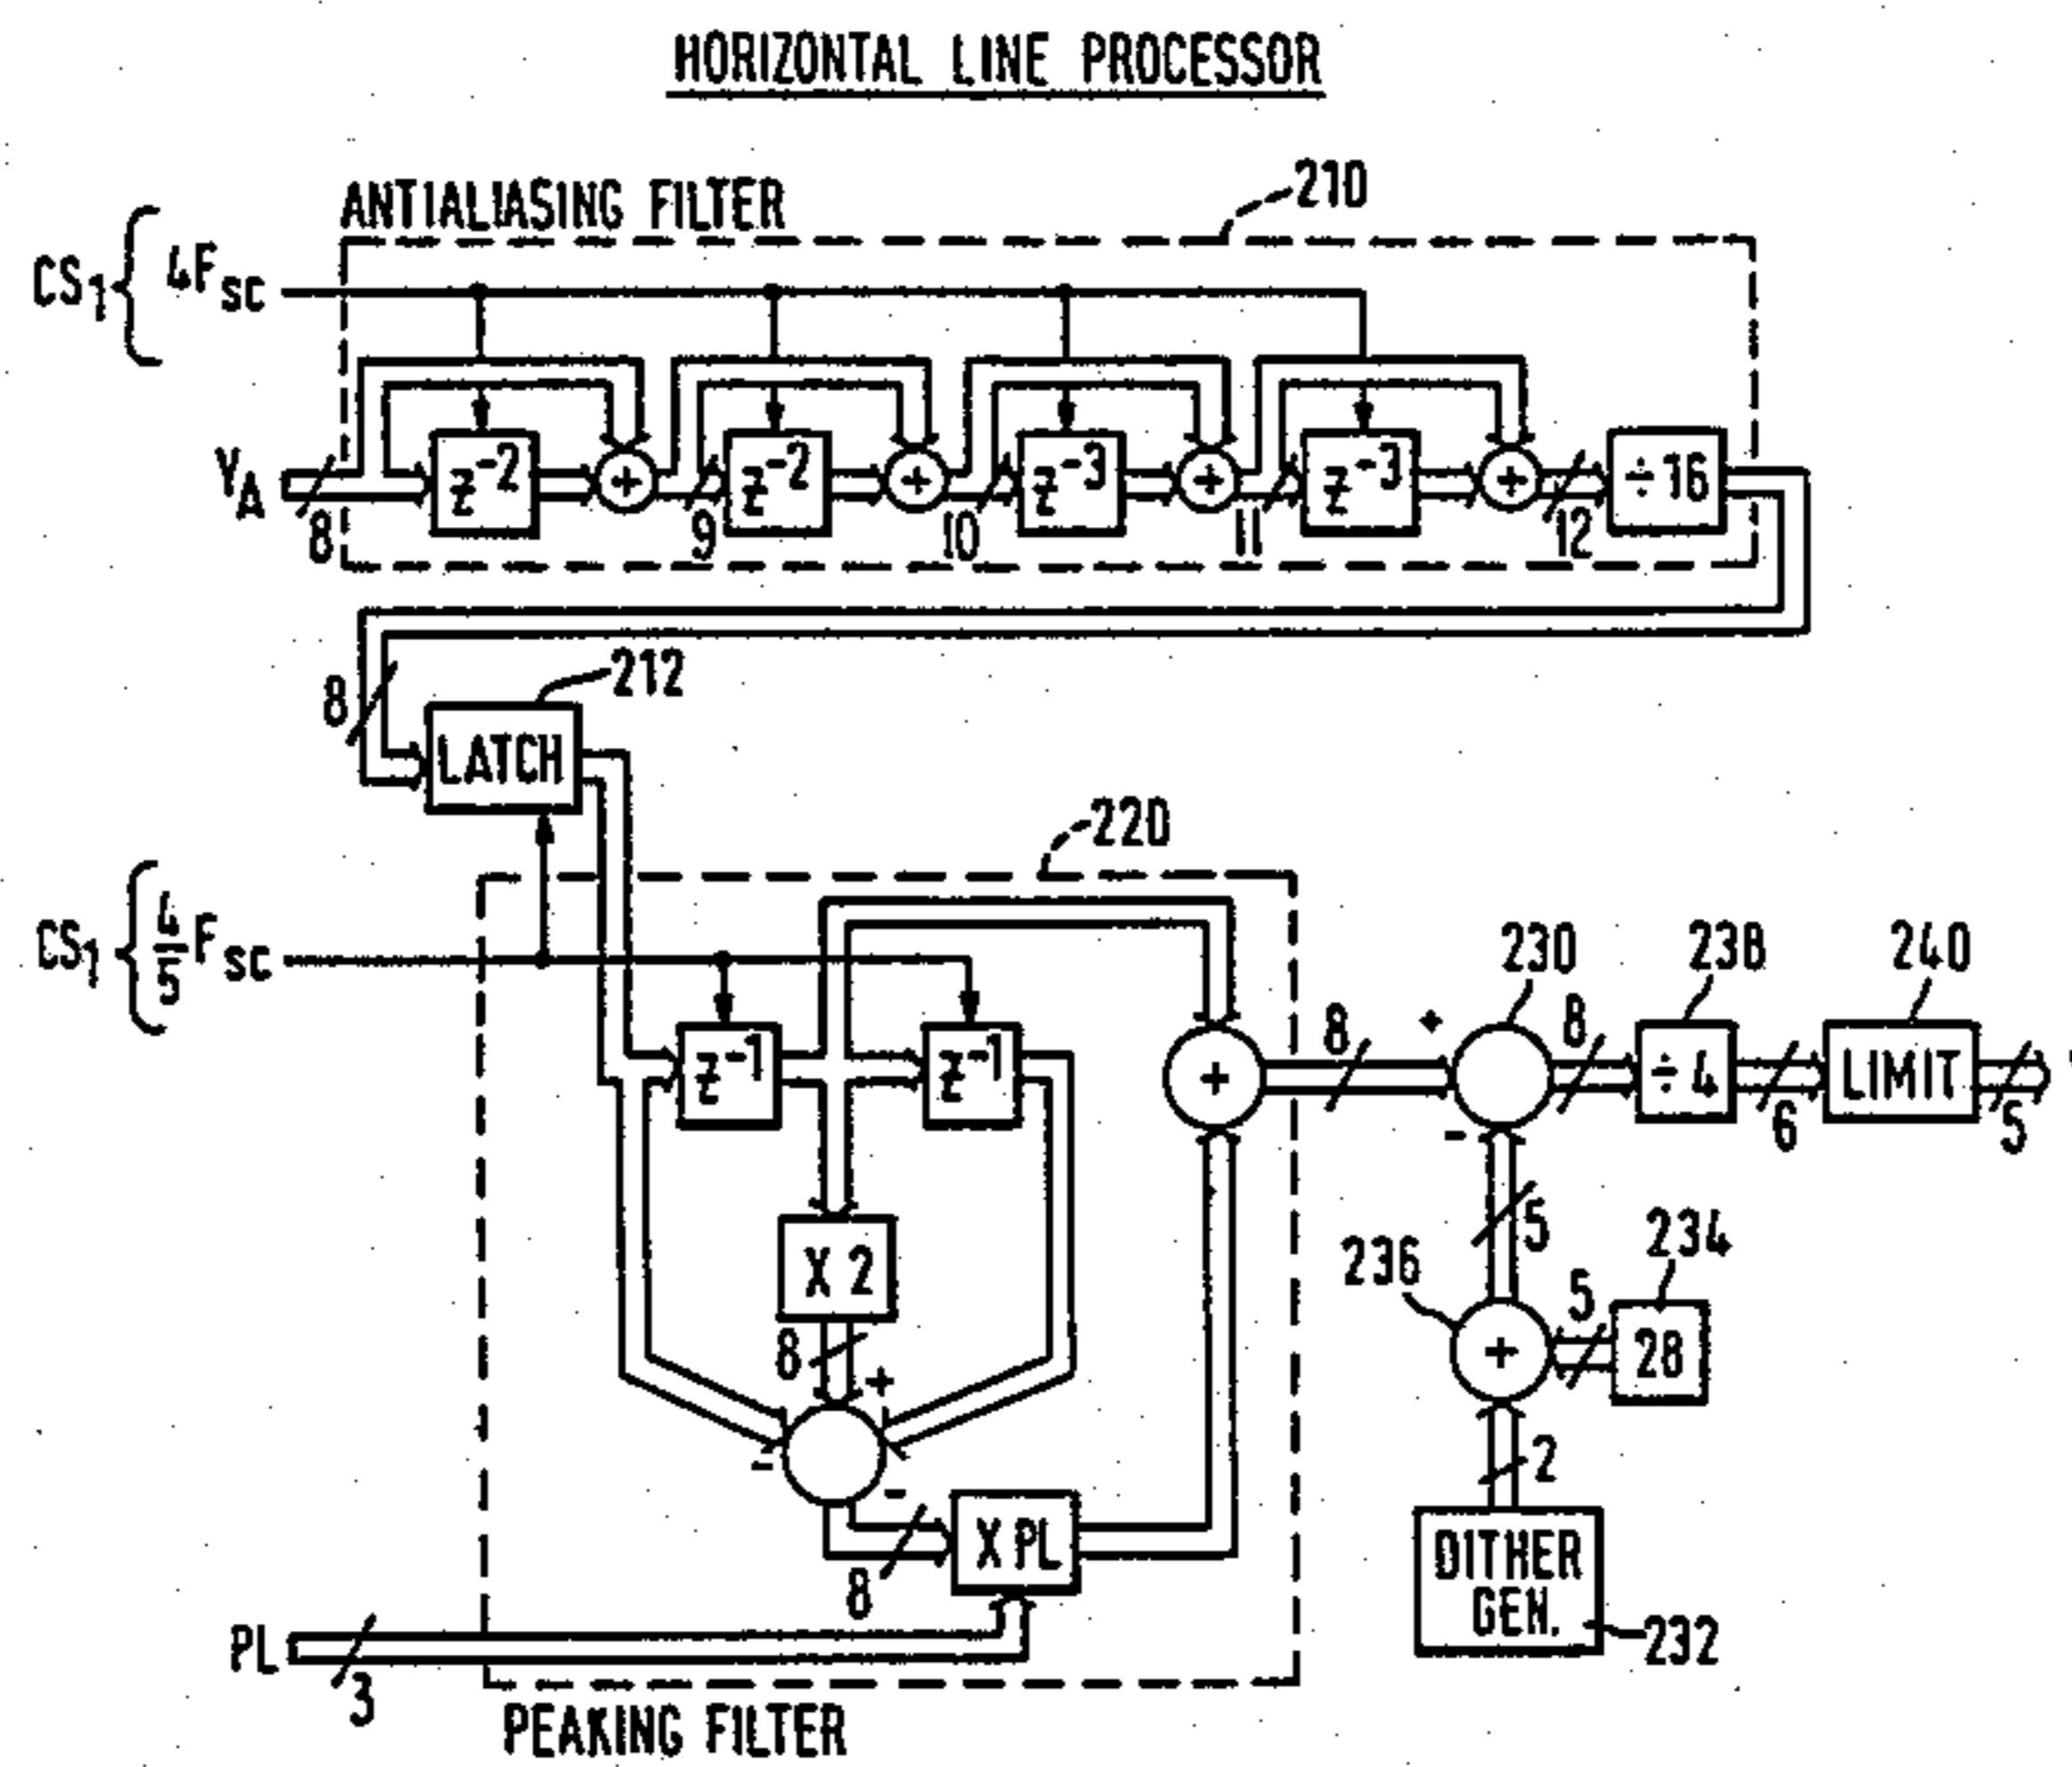 HORIZONTAL LINE PROCESSOR
ANTIALIASING FILTER
210
CS1 { 4FSC
YA
8
z-2
+
9
z-2
+
10
z-3
+
11
z-3
+
12
÷16
8
LATCH
212
220
CS1 { 4/5 FSC
z-1
z-1
+
8
+
230
-
8
238
÷4
6
240
LIMIT
5
X 2
8
+
-
-
8
X PL
5
236
+
5
234
28
2
DITHER
GEN.
232
PL
3
PEAKING FILTER